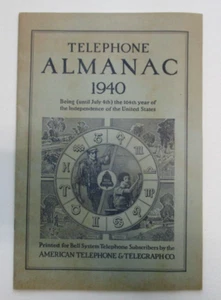 TELEPHONE
ALMANAC
1940
Being (until July 4th) the 164th year of
the Independence of the United States
Printed for Bell System Telephone Subscribers by the
AMERICAN TELEPHONE & TELEGRAPH CO.